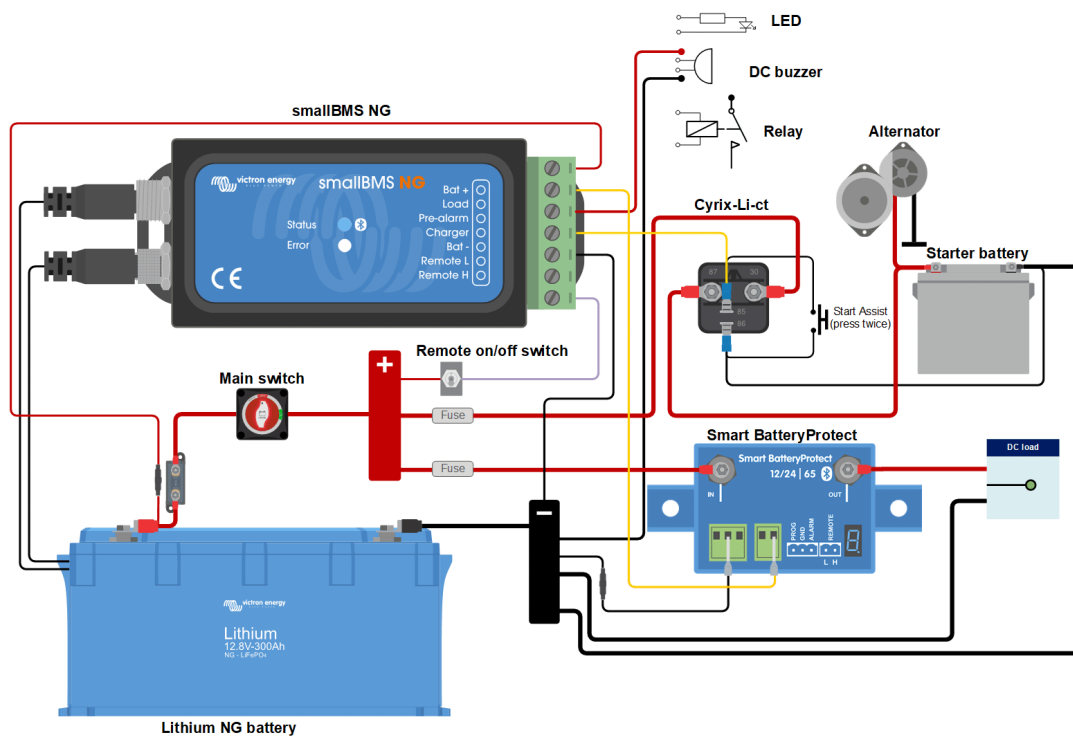 LED
DC buzzer
Relay
smallBMS NG
victron energy
BLUE POWER
smallBMS NG
Status
Error
CE
Bat +
Load
Pre-alarm
Charger
Bat -
Remote L
Remote H
Alternator
Cyrix-Li-ct
87
30
85
86
Start Assist
(press twice)
Starter battery
Main switch
Remote on/off switch
+
Fuse
Fuse
Smart BatteryProtect
Smart BatteryProtect
12/24 | 65
IN
OUT
PROG
GND
ALARM
REMOTE
L H
DC load
-
victron energy
Lithium
12.8V-300Ah
NG - LiFePO₄
Lithium NG battery